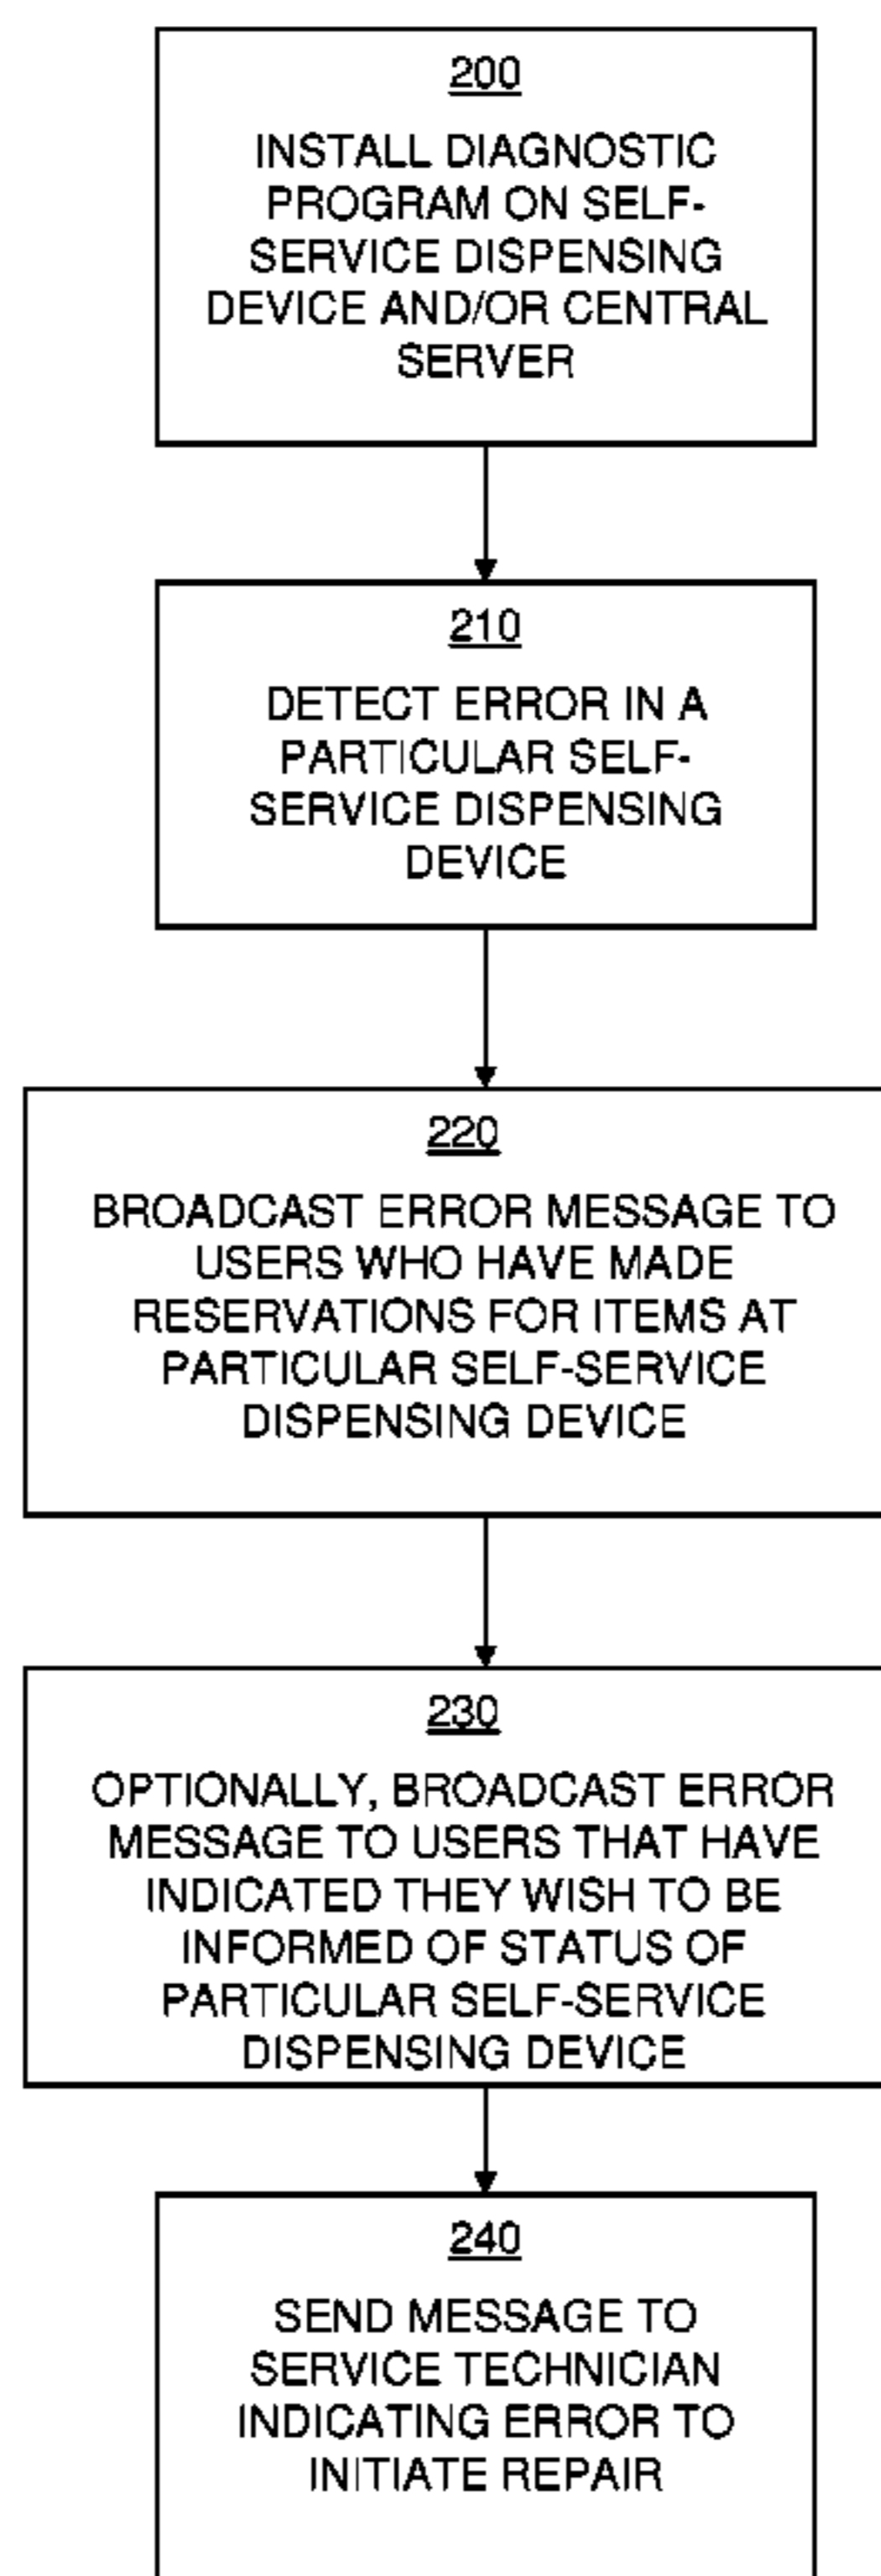 200
INSTALL DIAGNOSTIC
PROGRAM ON SELF-
SERVICE DISPENSING
DEVICE AND/OR CENTRAL
SERVER
210
DETECT ERROR IN A
PARTICULAR SELF-
SERVICE DISPENSING
DEVICE
220
BROADCAST ERROR MESSAGE TO
USERS WHO HAVE MADE
RESERVATIONS FOR ITEMS AT
PARTICULAR SELF-SERVICE
DISPENSING DEVICE
230
OPTIONALLY, BROADCAST ERROR
MESSAGE TO USERS THAT HAVE
INDICATED THEY WISH TO BE
INFORMED OF STATUS OF
PARTICULAR SELF-SERVICE
DISPENSING DEVICE
240
SEND MESSAGE TO
SERVICE TECHNICIAN
INDICATING ERROR TO
INITIATE REPAIR